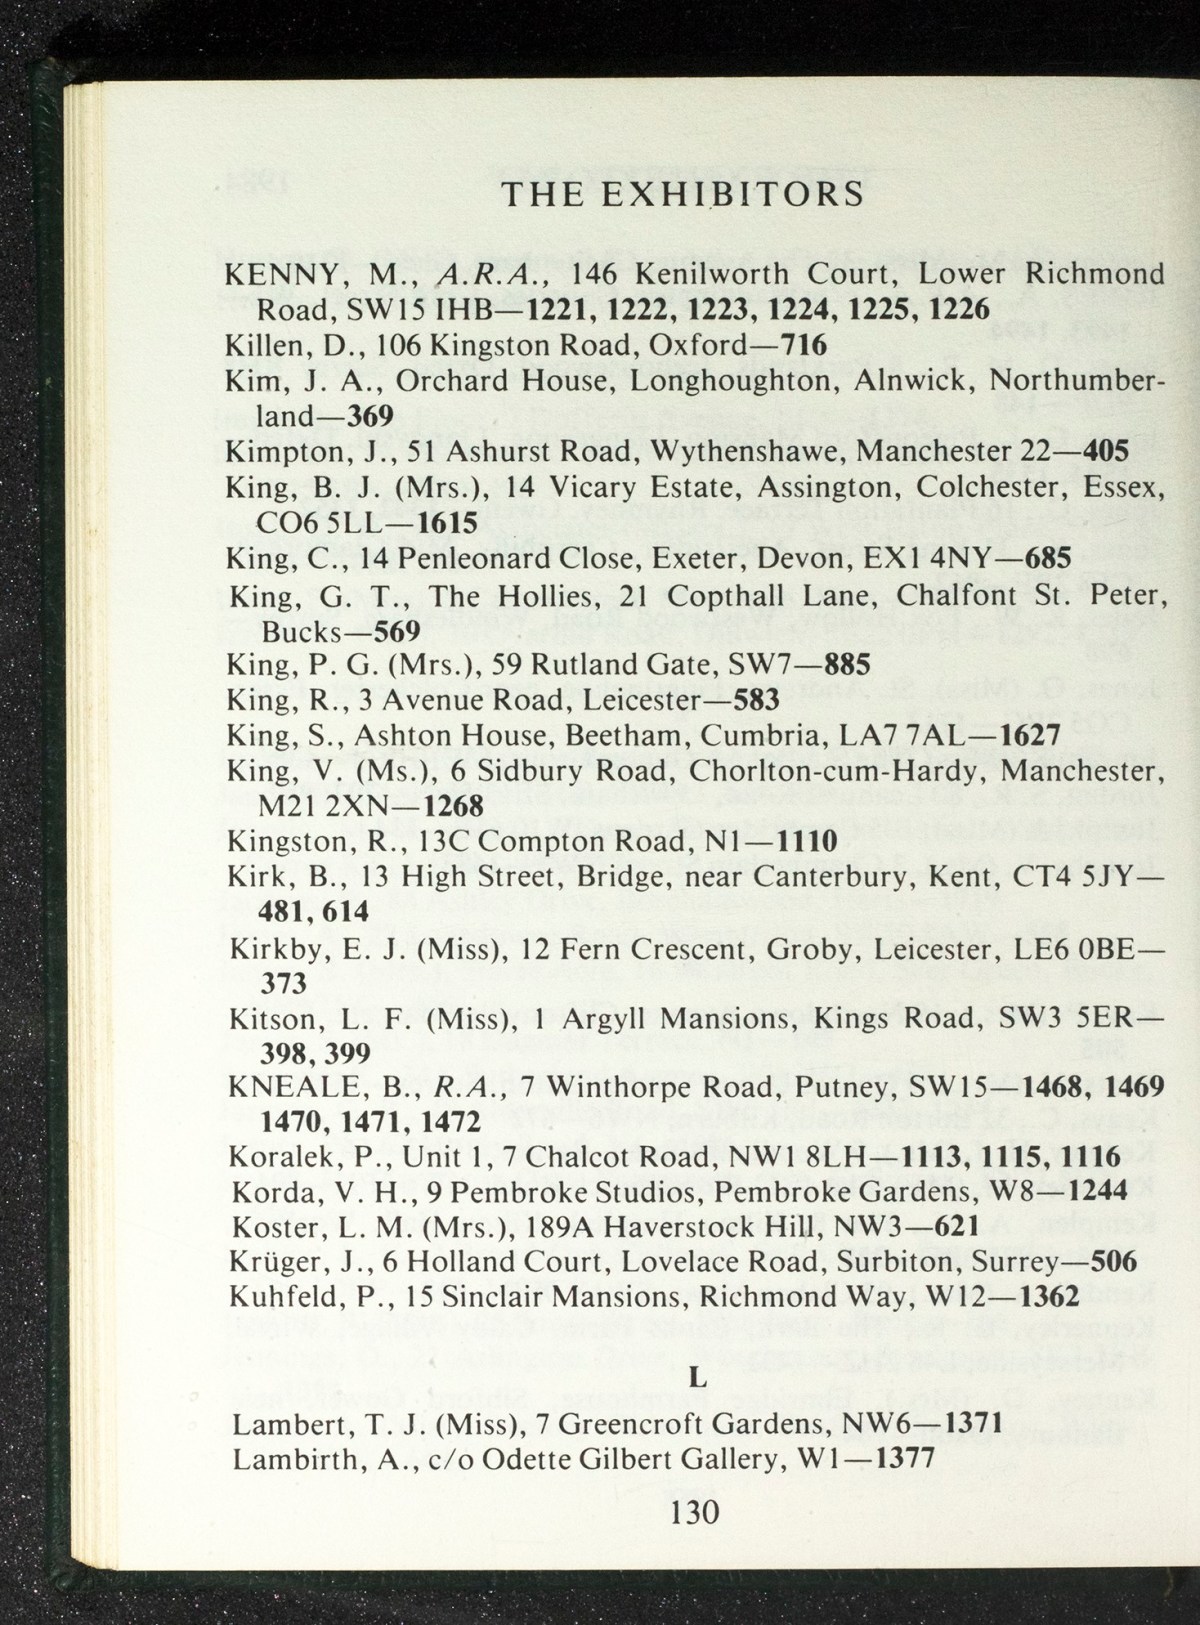 THE EXHIBITORS
KENNY, M., A.R.A., 146 Kenilworth Court, Lower Richmond
Road, SW15 IHB—1221, 1222, 1223, 1224, 1225, 1226
Killen, D., 106 Kingston Road, Oxford—716
Kim, J. A., Orchard House, Longhoughton, Alnwick, Northumber-
land—369
Kimpton, J., 51 Ashurst Road, Wythenshawe, Manchester 22—405
King, B. J. (Mrs.), 14 Vicary Estate, Assington, Colchester, Essex,
CO6 5LL—1615
King, C., 14 Penleonard Close, Exeter, Devon, EX1 4NY—685
King, G. T., The Hollies, 21 Copthall Lane, Chalfont St. Peter,
Bucks—569
King, P. G. (Mrs.), 59 Rutland Gate, SW7—885
King, R., 3 Avenue Road, Leicester—583
King, S., Ashton House, Beetham, Cumbria, LA7 7AL—1627
King, V. (Ms.), 6 Sidbury Road, Chorlton-cum-Hardy, Manchester,
M21 2XN—1268
Kingston, R., 13C Compton Road, N1—1110
Kirk, B., 13 High Street, Bridge, near Canterbury, Kent, CT4 5JY—
481, 614
Kirkby, E. J. (Miss), 12 Fern Crescent, Groby, Leicester, LE6 0BE—
373
Kitson, L. F. (Miss), 1 Argyll Mansions, Kings Road, SW3 5ER—
398, 399
KNEALE, B., R.A., 7 Winthorpe Road, Putney, SW15—1468, 1469
1470, 1471, 1472
Koralek, P., Unit 1, 7 Chalcot Road, NW1 8LH—1113, 1115, 1116
Korda, V. H., 9 Pembroke Studios, Pembroke Gardens, W8—1244
Koster, L. M. (Mrs.), 189A Haverstock Hill, NW3—621
Krüger, J., 6 Holland Court, Lovelace Road, Surbiton, Surrey—506
Kuhfeld, P., 15 Sinclair Mansions, Richmond Way, W12—1362
L
Lambert, T. J. (Miss), 7 Greencroft Gardens, NW6—1371
Lambirth, A., c/o Odette Gilbert Gallery, W1—1377
130